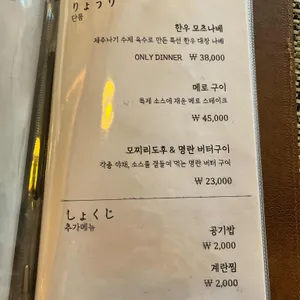 りょうり
단품
한우 모츠나베
제주나기 수제 육수로 만든 특선 한우 대창 나베
ONLY DINNER ₩ 38,000
메로 구이
특제 소스에 재운 메로 스테이크
₩ 45,000
모찌리도후 & 명란 버터구이
각종 야채, 소스를 곁들여 먹는 명란 버터 구이
₩ 23,000
しょくじ
추가메뉴
공기밥
₩ 2,000
계란찜
₩ 2,000